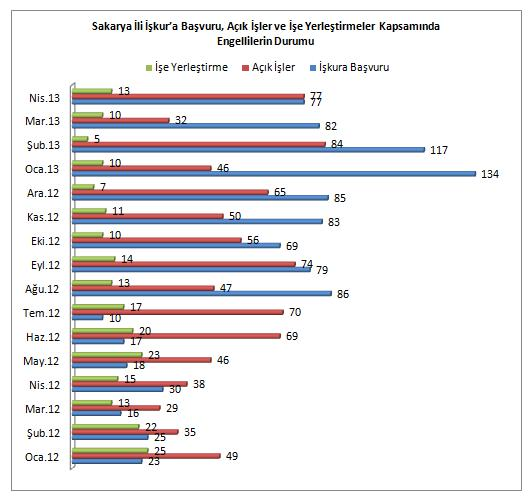 Sakarya İli İşkur’a Başvuru, Açık İşler ve İşe Yerleştirmeler Kapsamında
Engellilerin Durumu
İşe Yerleştirme Açık İşler İşkura Başvuru
Nis.13 13 77 77
Mar.13 10 32 82
Şub.13 5 84 117
Oca.13 10 46 134
Ara.12 7 65 85
Kas.12 11 50 83
Eki.12 10 56 69
Eyl.12 14 74 79
Ağu.12 13 47 86
Tem.12 17 70 10
Haz.12 20 69 17
May.12 23 46 18
Nis.12 15 38 30
Mar.12 13 29 16
Şub.12 22 35 25
Oca.12 25 49 23